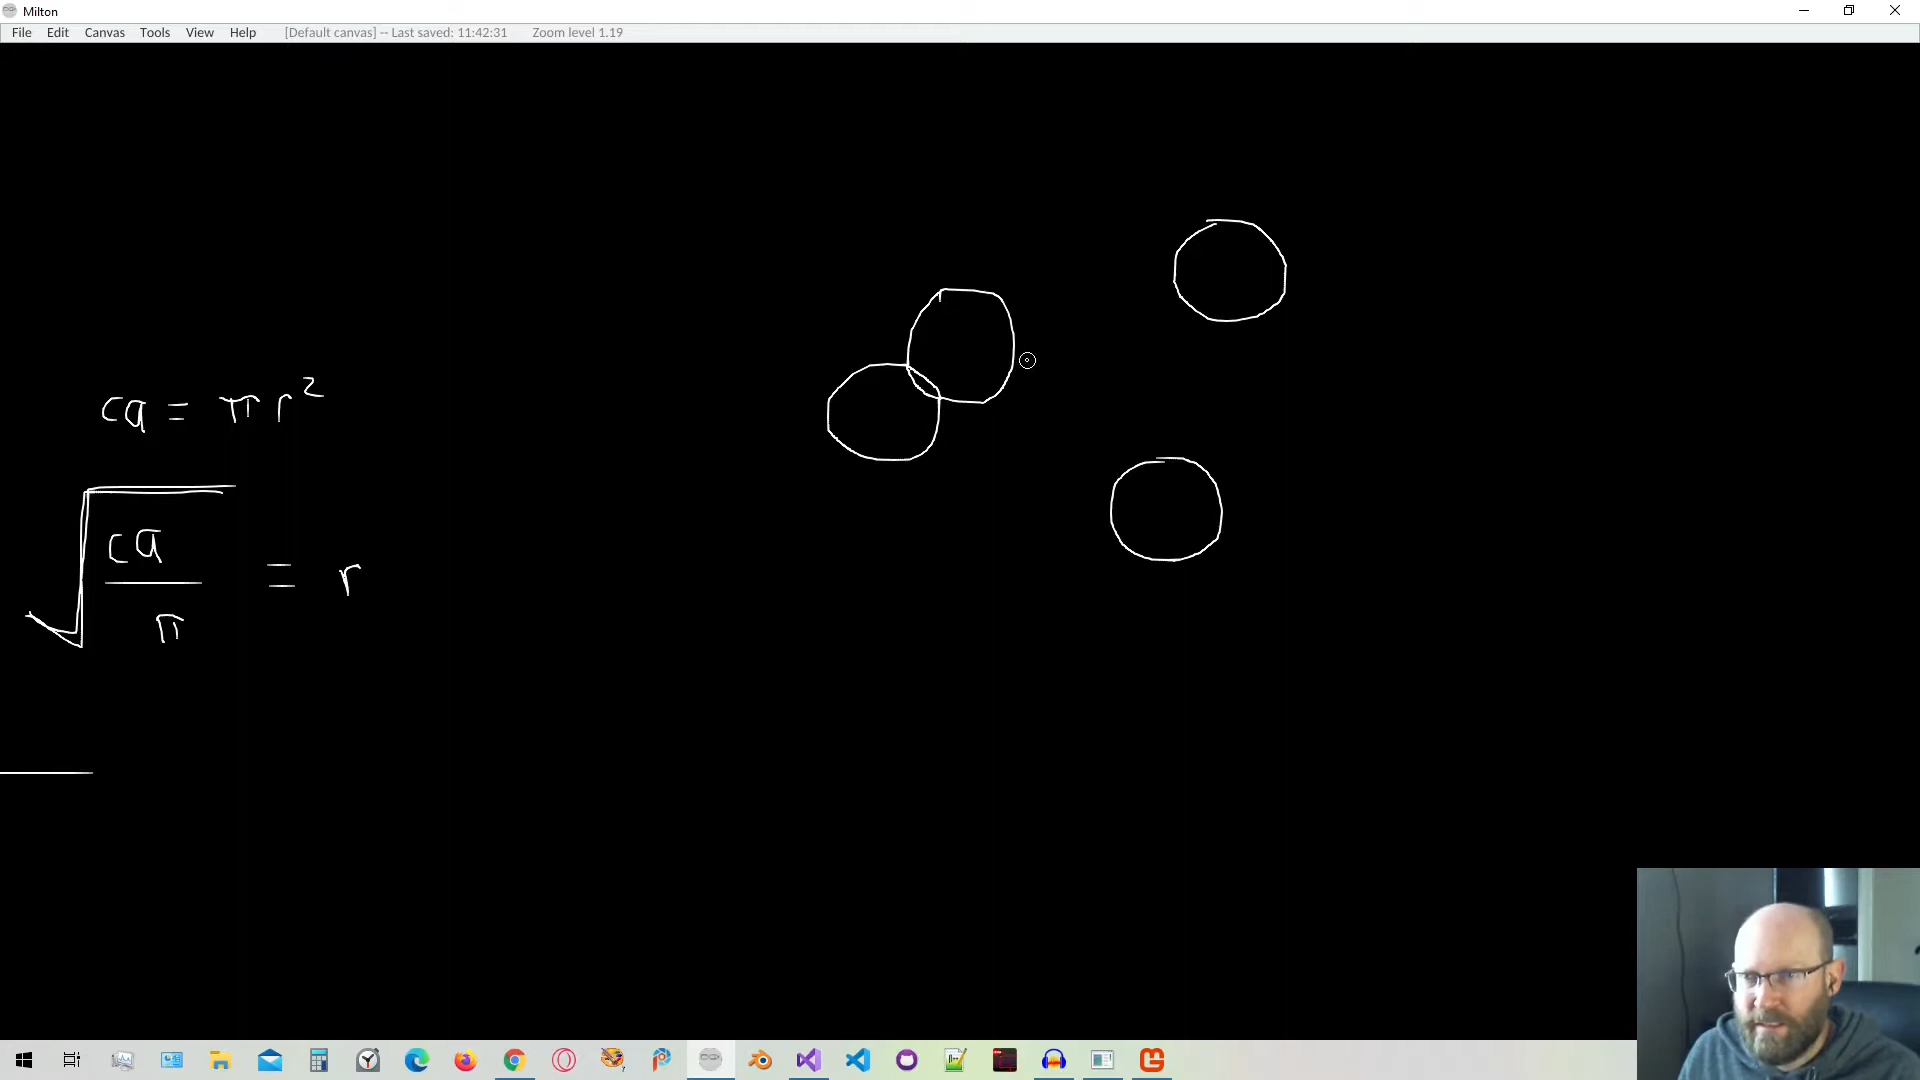 Milton
File Edit Canvas Tools View Help [Default canvas] -- Last saved: 11:42:31 Zoom level 1.19
ca = πr²
√ca/π = r